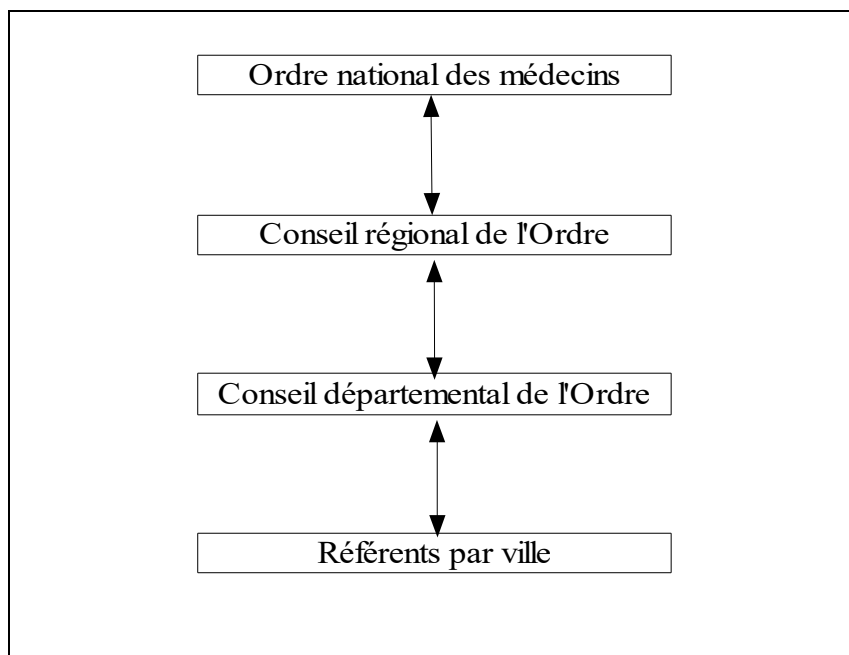 Ordre national des médecins
Conseil régional de l'Ordre
Conseil départemental de l'Ordre
Référents par ville